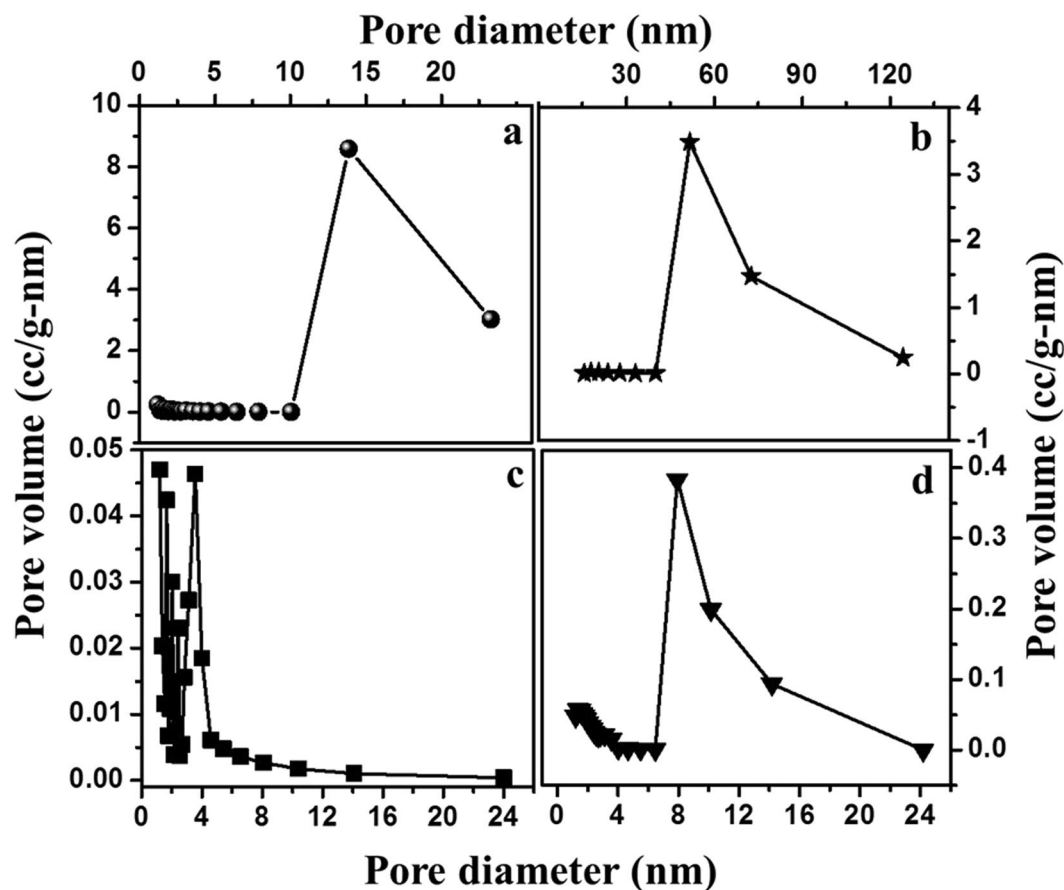 Pore diameter (nm)
0 5 10 15 20
30 60 90 120
10
8
6
4
2
0
a
b
4
3
2
1
0
-1
Pore volume (cc/g-nm)
Pore volume (cc/g-nm)
0.05
0.04
0.03
0.02
0.01
0.00
c
d
0.4
0.3
0.2
0.1
0.0
0 4 8 12 16 20 24 28
0 4 8 12 16 20 24 28
Pore diameter (nm)